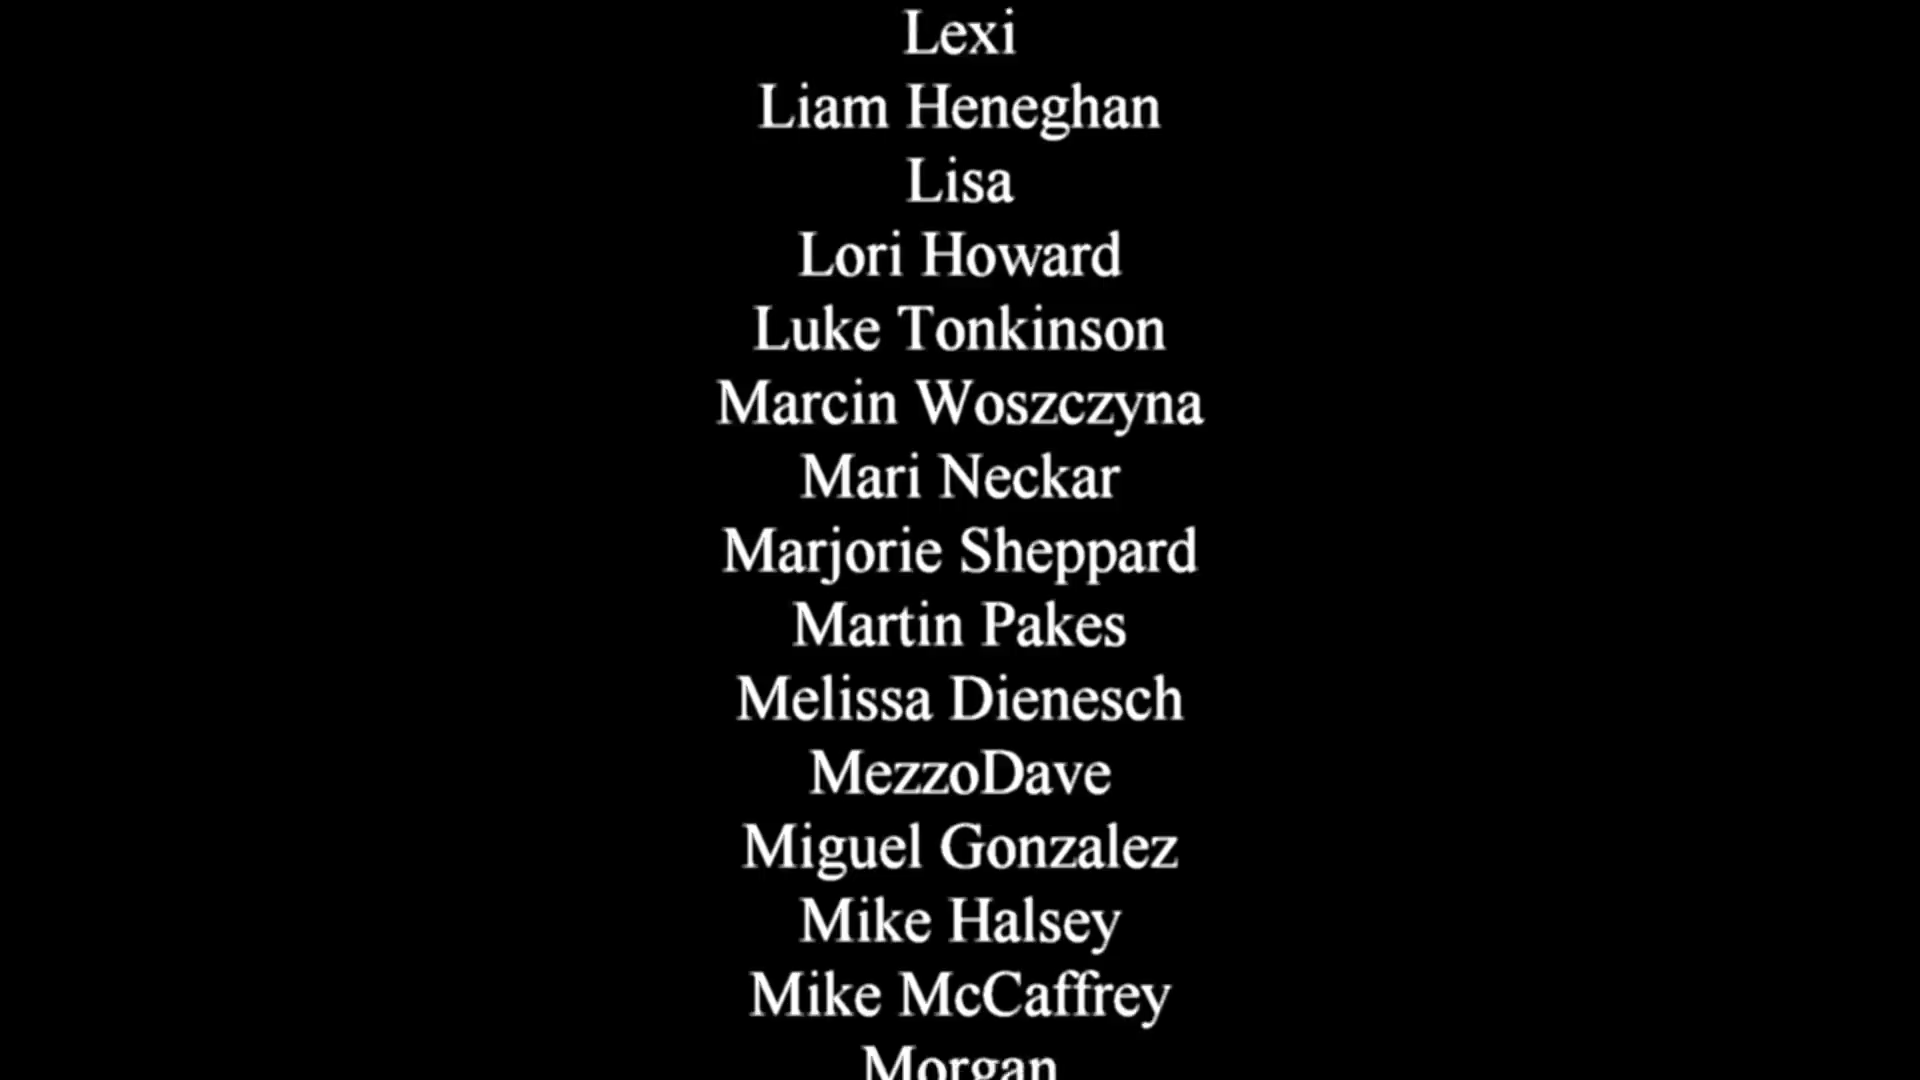 Lexi
Liam Heneghan
Lisa
Lori Howard
Luke Tonkinson
Marcin Woszczyna
Mari Neckar
Marjorie Sheppard
Martin Pakes
Melissa Dienesch
MezzoDave
Miguel Gonzalez
Mike Halsey
Mike McCaffrey
Morgan